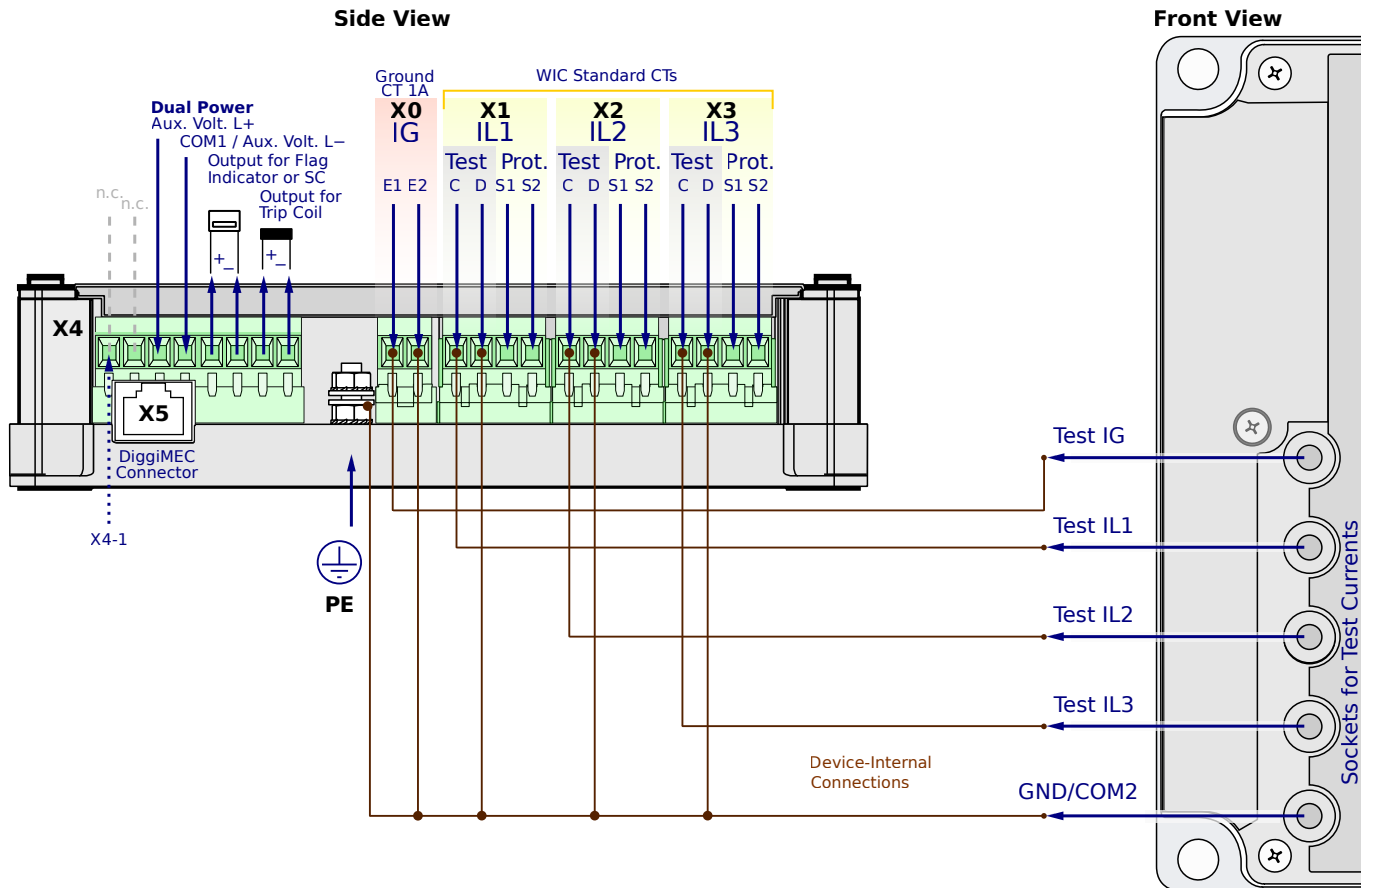 Side View
Front View
Ground
CT 1A
WIC Standard CTs
X0
IG
X1
IL1
X2
IL2
X3
IL3
Dual Power
Aux. Volt. L+
COM1 / Aux. Volt. L−
Output for Flag
Indicator or SC
Output for
Trip Coil
Test Prot.
Test Prot.
Test Prot.
n.c.
n.c.
E1 E2
C D S1 S2
C D S1 S2
C D S1 S2
+
−
+
−
X4
X5
DiggiMEC
Connector
X4-1
PE
Test IG
Test IL1
Test IL2
Test IL3
Device-Internal
Connections
GND/COM2
Sockets for Test Currents